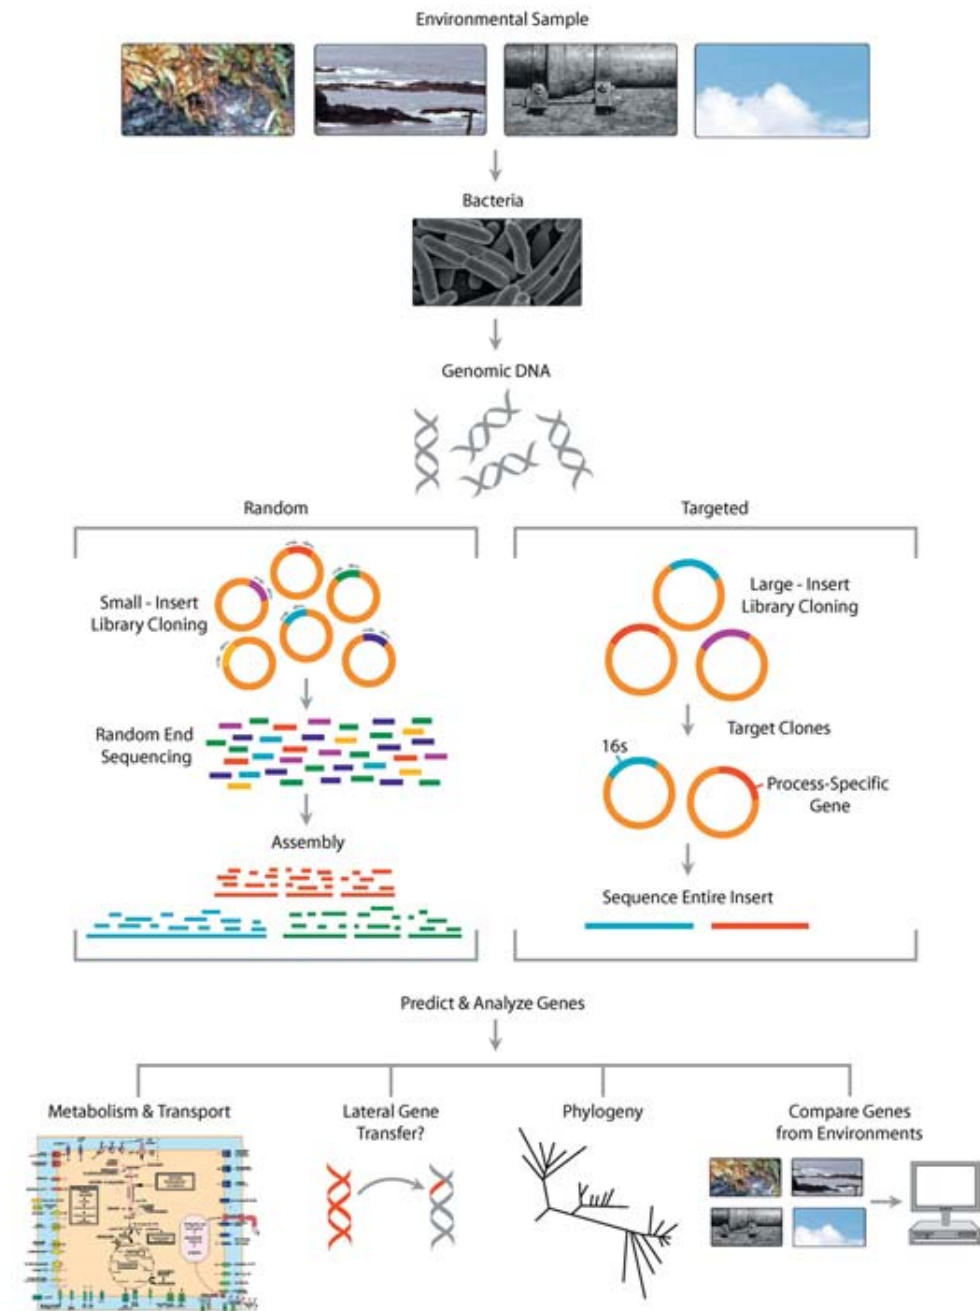 Environmental Sample
Bacteria
Genomic DNA
Random
Targeted
Small - Insert
Library Cloning
Large - Insert
Library Cloning
Random End
Sequencing
Target Clones
16s
Process-Specific
Gene
Assembly
Sequence Entire Insert
Predict & Analyze Genes
Metabolism & Transport
Lateral Gene
Transfer?
Phylogeny
Compare Genes
from Environments